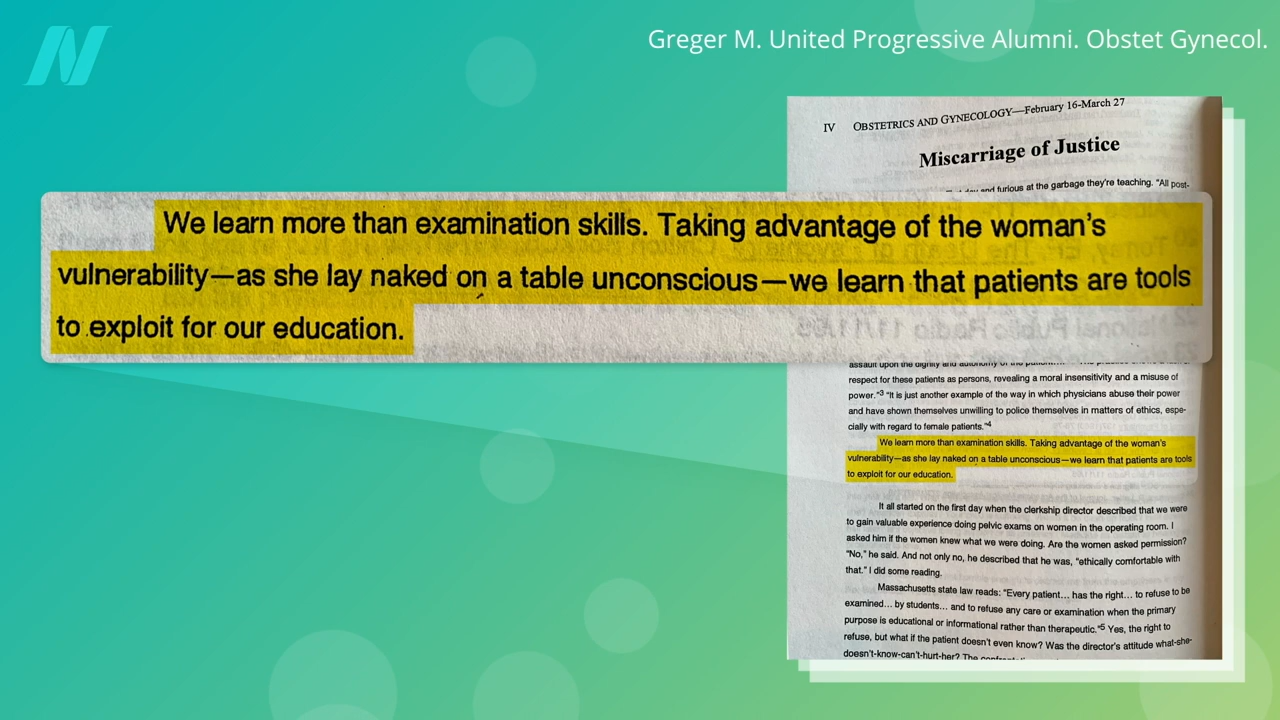 Greger M. United Progressive Alumni. Obstet Gynecol.
IV OBSTETRICS AND GYNECOLOGY—February 16-March 27
Miscarriage of Justice
and furious at the garbage they're teaching. "All post-
We learn more than examination skills. Taking advantage of the woman's
vulnerability—as she lay naked on a table unconscious—we learn that patients are tools
to exploit for our education.
assault upon the dignity and autonomy of the
respect for these patients as persons, revealing a moral insensitivity and a misuse of
power."3 "It is just another example of the way in which physicians abuse their power
and have shown themselves unwilling to police themselves in matters of ethics, espe-
cially with regard to female patients."4
We learn more than examination skills. Taking advantage of the woman's
vulnerability—as she lay naked on a table unconscious—we learn that patients are tools
to exploit for our education.
It all started on the first day when the clerkship director described that we were
to gain valuable experience doing pelvic exams on women in the operating room. I
asked him if the women knew what we were doing. Are the women asked permission?
"No," he said. And not only no, he described that he was, "ethically comfortable with
that." I did some reading.
Massachusetts state law reads: "Every patient... has the right... to refuse to be
examined... by students... and to refuse any care or examination when the primary
purpose is educational or informational rather than therapeutic."5 Yes, the right to
refuse, but what if the patient doesn't even know? Was the director's attitude what-she-
doesn't-know-can't-hurt-her? The